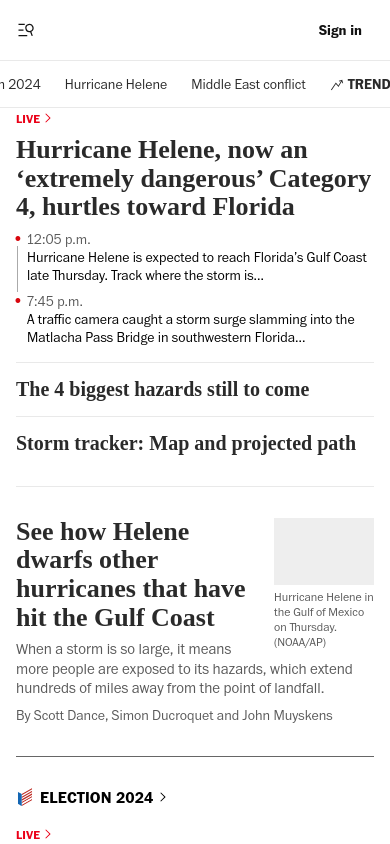 Sign in
n 2024 Hurricane Helene Middle East conflict TREND
LIVE
Hurricane Helene, now an
‘extremely dangerous’ Category
4, hurtles toward Florida
12:05 p.m.
Hurricane Helene is expected to reach Florida’s Gulf Coast
late Thursday. Track where the storm is...
7:45 p.m.
A traffic camera caught a storm surge slamming into the
Matlacha Pass Bridge in southwestern Florida...
The 4 biggest hazards still to come
Storm tracker: Map and projected path
See how Helene
dwarfs other
hurricanes that have
hit the Gulf Coast
Hurricane Helene in
the Gulf of Mexico
on Thursday.
(NOAA/AP)
When a storm is so large, it means
more people are exposed to its hazards, which extend
hundreds of miles away from the point of landfall.
By Scott Dance, Simon Ducroquet and John Muyskens
ELECTION 2024
LIVE